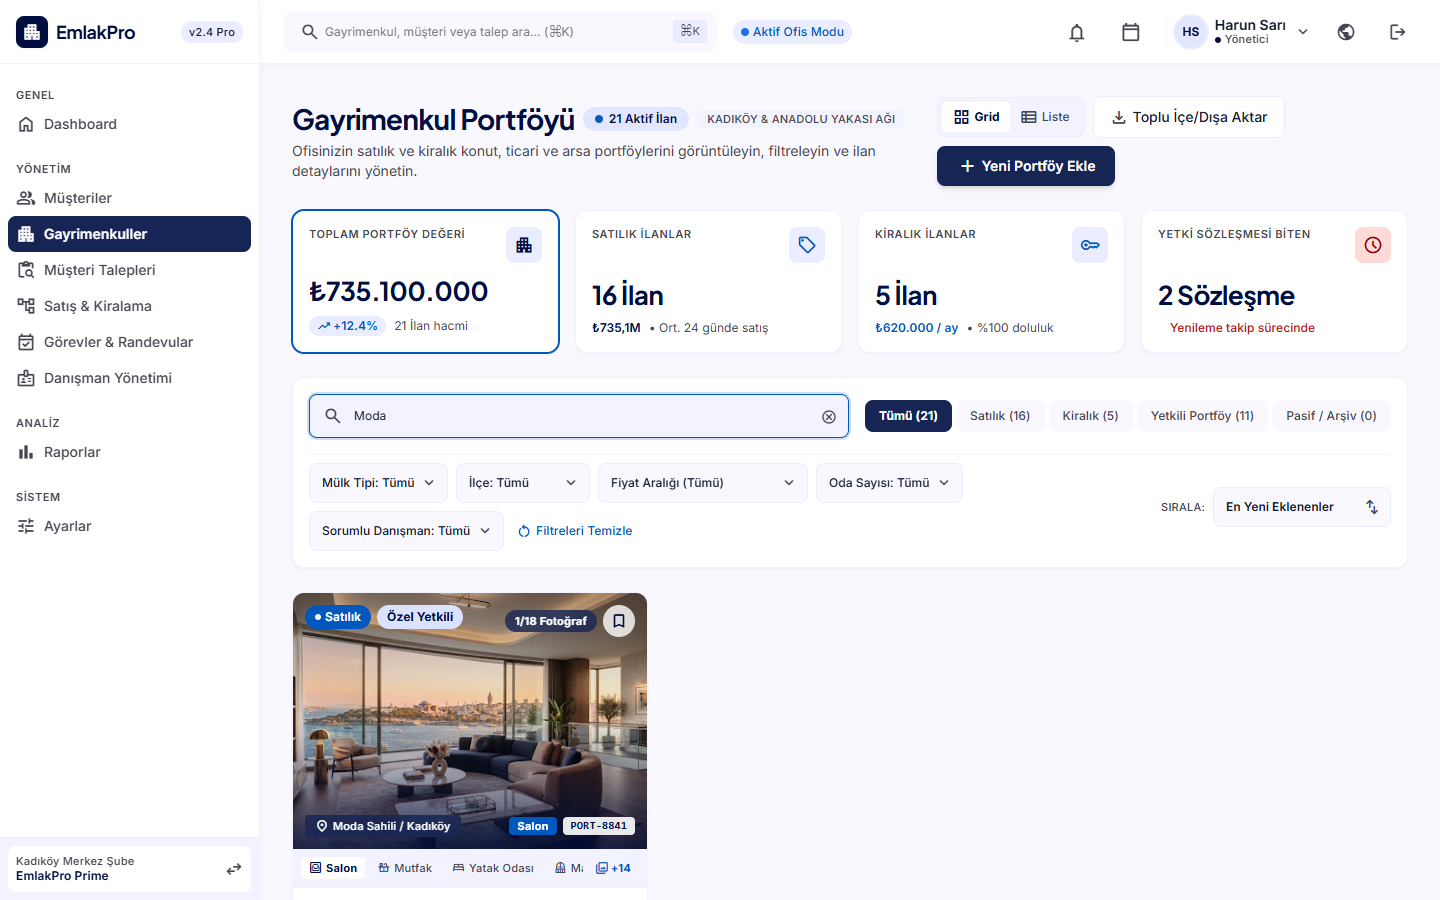 EmlakPro
v2.4 Pro
Gayrimenkul, müşteri veya talep ara... (⌘K)
⌘K
Aktif Ofis Modu
HS
Harun Sarı
Yönetici
GENEL
Dashboard
YÖNETİM
Müşteriler
Gayrimenkuller
Müşteri Talepleri
Satış & Kiralama
Görevler & Randevular
Danışman Yönetimi
ANALİZ
Raporlar
SİSTEM
Ayarlar
Kadıköy Merkez Şube
EmlakPro Prime
Gayrimenkul Portföyü
21 Aktif İlan
KADIKÖY & ANADOLU YAKASI AĞI
Ofisinizin satılık ve kiralık konut, ticari ve arsa portföylerini görüntüleyin, filtreleyin ve ilan
detaylarını yönetin.
Grid
Liste
Toplu İçe/Dışa Aktar
Yeni Portföy Ekle
TOPLAM PORTFÖY DEĞERİ
₺735.100.000
+12.4%
21 İlan hacmi
SATILIK İLANLAR
16 İlan
₺735,1M • Ort. 24 günde satış
KİRALIK İLANLAR
5 İlan
₺620.000 / ay • %100 doluluk
YETKİ SÖZLEŞMESİ BİTEN
2 Sözleşme
Yenileme takip sürecinde
Moda
Tümü (21)
Satılık (16)
Kiralık (5)
Yetkili Portföy (11)
Pasif / Arşiv (0)
Mülk Tipi: Tümü
İlçe: Tümü
Fiyat Aralığı (Tümü)
Oda Sayısı: Tümü
Sorumlu Danışman: Tümü
Filtreleri Temizle
SIRALA:
En Yeni Eklenenler
Satılık
Özel Yetkili
1/18 Fotoğraf
Moda Sahili / Kadıköy
Salon
PORT-8841
Salon
Mutfak
Yatak Odası
+14